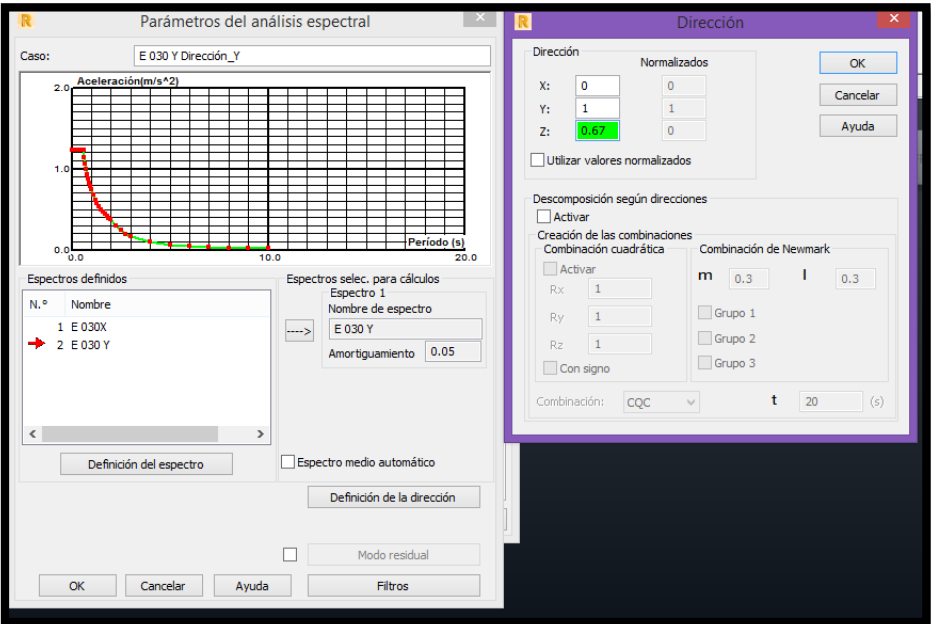 Parámetros del análisis espectral
Caso:
E 030 Y Dirección_Y
Aceleración(m/s^2)
2.0
1.0
0.0
0.0
10.0
20.0
Período (s)
Espectros definidos
N.º Nombre
1 E 030X
2 E 030 Y
Definición del espectro
Espectros selec. para cálculos
Espectro 1
Nombre de espectro
---->
E 030 Y
Amortiguamiento 0.05
Espectro medio automático
Definición de la dirección
Modo residual
OK
Cancelar
Ayuda
Filtros
Dirección
Dirección
Normalizados
X: 0 0
Y: 1 1
Z: 0.67 0
Utilizar valores normalizados
OK
Cancelar
Ayuda
Descomposición según direcciones
Activar
Creación de las combinaciones
Combinación cuadrática
Activar
Rx 1
Ry 1
Rz 1
Con signo
Combinación de Newmark
m 0.3 l 0.3
Grupo 1
Grupo 2
Grupo 3
Combinación: CQC t 20 (s)